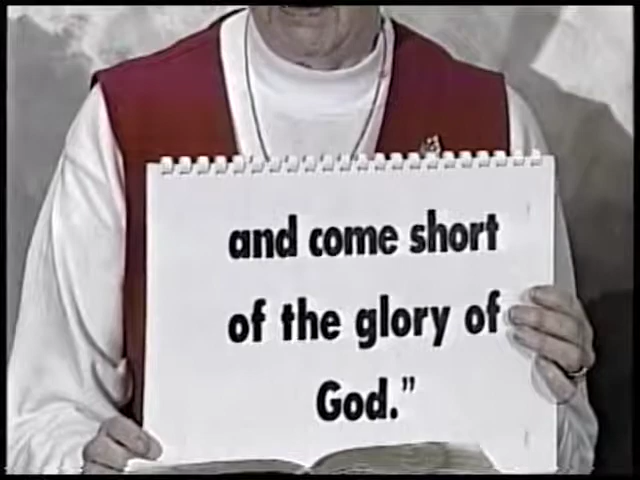 and come short
of the glory of
God.”